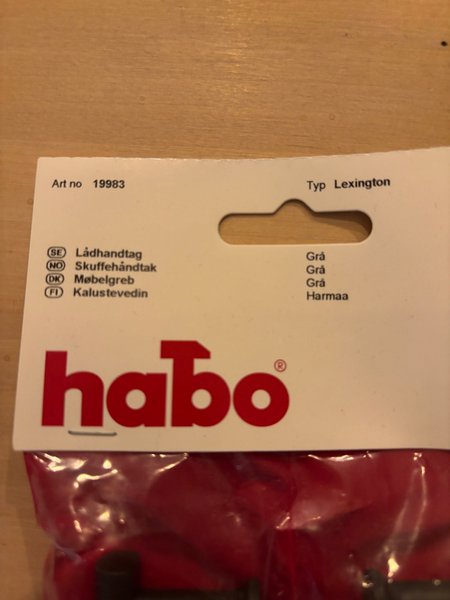 Art no 19983 Typ Lexington
SE Lådhandtag Grå
NO Skuffehåndtak Grå
DK Møbelgreb Grå
FI Kalustevedin Harmaa
habo®